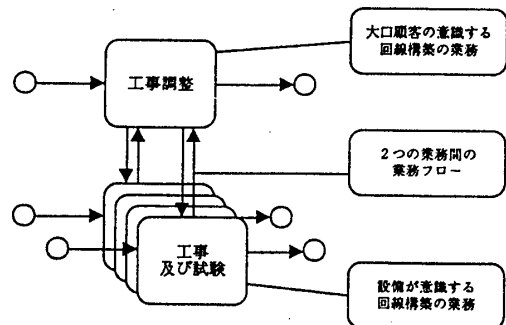 大口顧客の意識する
回線構築の業務
工事調整
2つの業務間の
業務フロー
工事
及び試験
設備が意識する
回線構築の業務